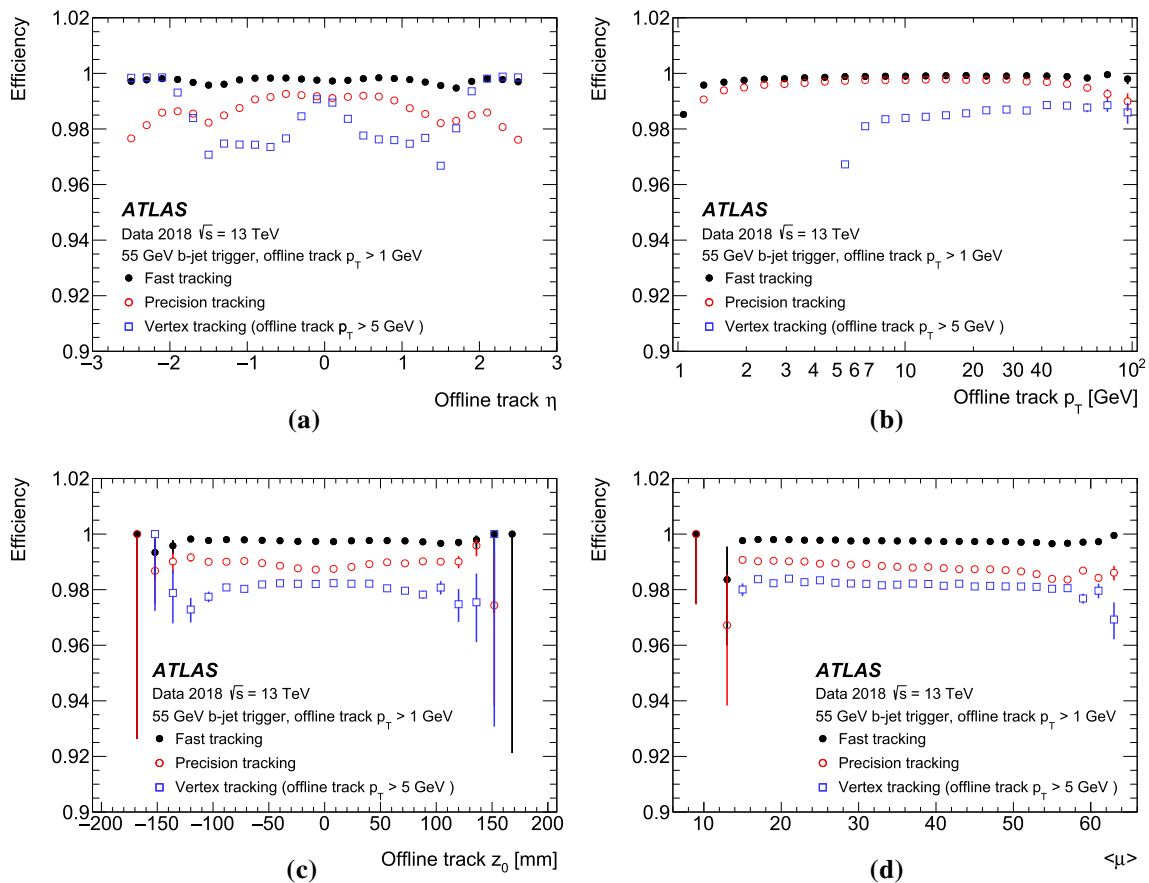 Efficiency
1.02
1
0.98
0.96
0.94
0.92
0.9
ATLAS
Data 2018 √s = 13 TeV
55 GeV b-jet trigger, offline track p_T > 1 GeV
Fast tracking
Precision tracking
Vertex tracking (offline track p_T > 5 GeV )
−3 −2 −1 0 1 2 3
Offline track η
(a)
Efficiency
1.02
1
0.98
0.96
0.94
0.92
0.9
ATLAS
Data 2018 √s = 13 TeV
55 GeV b-jet trigger, offline track p_T > 1 GeV
Fast tracking
Precision tracking
Vertex tracking (offline track p_T > 5 GeV )
1 2 3 4 5 6 7 10 20 30 40 10²
Offline track p_T [GeV]
(b)
Efficiency
1.02
1
0.98
0.96
0.94
0.92
0.9
ATLAS
Data 2018 √s = 13 TeV
55 GeV b-jet trigger, offline track p_T > 1 GeV
Fast tracking
Precision tracking
Vertex tracking (offline track p_T > 5 GeV )
−200 −150 −100 −50 0 50 100 150 200
Offline track z_0 [mm]
(c)
Efficiency
1.02
1
0.98
0.96
0.94
0.92
0.9
ATLAS
Data 2018 √s = 13 TeV
55 GeV b-jet trigger, offline track p_T > 1 GeV
Fast tracking
Precision tracking
Vertex tracking (offline track p_T > 5 GeV )
10 20 30 40 50 60
<μ>
(d)